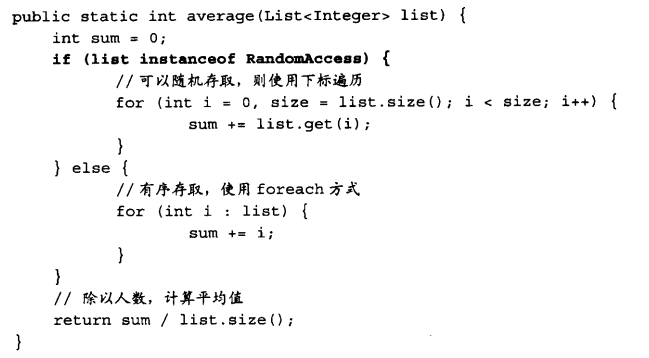 public static int average(List<Integer> list) {
    int sum = 0;
    if (list instanceof RandomAccess) {
        //可以随机存取，则使用下标遍历
        for (int i = 0, size = list.size(); i < size; i++) {
            sum += list.get(i);
        }
    } else {
        //有序存取，使用foreach方式
        for (int i : list) {
            sum += i;
        }
    }
    // 除以人数，计算平均值
    return sum / list.size();
}